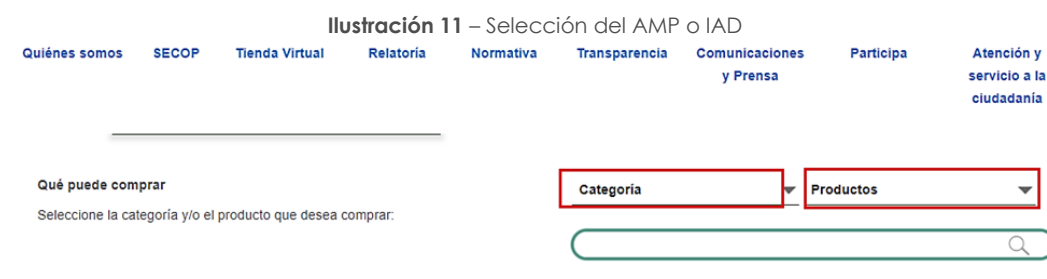 Ilustración 11 – Selección del AMP o IAD
Quiénes somos SECOP Tienda Virtual Relatoría Normativa Transparencia Comunicaciones y Prensa Participa Atención y servicio a la ciudadanía
Qué puede comprar
Categoría
Productos
Seleccione la categoría y/o el producto que desea comprar: